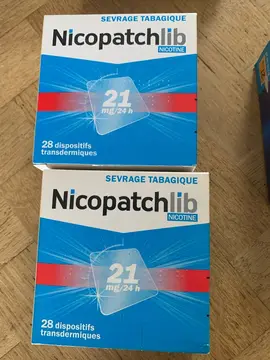 SEVRAGE TABAGIQUE
Nicopatchlib
NICOTINE
21
mg/24 h
28 dispositifs
transdermiques
SEVRAGE TABAGIQUE
Nicopatchlib
NICOTINE
21
mg/24 h
28 dispositifs
transdermiques